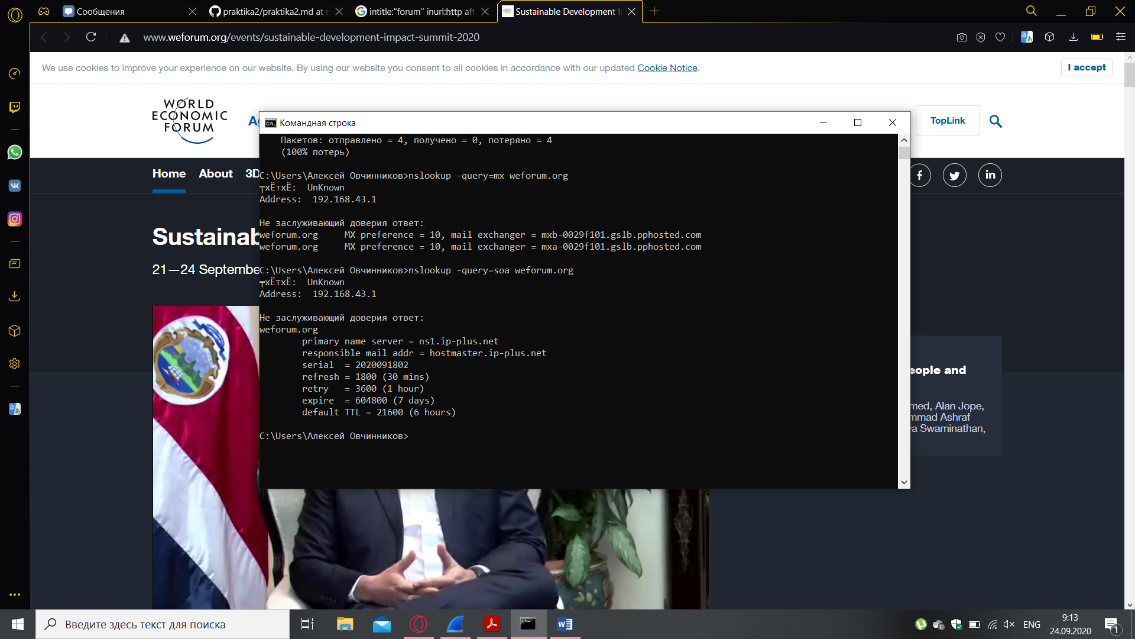 Сообщения
praktika2/praktika2.md at r
intitle:"forum" inurl:http aft
Sustainable Development I
www.weforum.org/events/sustainable-development-impact-summit-2020
We use cookies to improve your experience on our website. By using our website you consent to all cookies in accordance with our updated Cookie Notice.
I accept
WORLD
ECONOMIC
FORUM
TopLink
Home About 3D
Sustainab
21—24 Septembe
Командная строка
Пакетов: отправлено = 4, получено = 0, потеряно = 4
(100% потерь)
C:\Users\Алексей Овчинников>nslookup -query=mx weforum.org
╤хЁтхЁ: UnKnown
Address: 192.168.43.1
Не заслуживающий доверия ответ:
weforum.org MX preference = 10, mail exchanger = mxb-0029f101.gslb.pphosted.com
weforum.org MX preference = 10, mail exchanger = mxa-0029f101.gslb.pphosted.com
C:\Users\Алексей Овчинников>nslookup -query=soa weforum.org
╤хЁтхЁ: UnKnown
Address: 192.168.43.1
Не заслуживающий доверия ответ:
weforum.org
primary name server = ns1.ip-plus.net
responsible mail addr = hostmaster.ip-plus.net
serial = 2020091802
refresh = 1800 (30 mins)
retry = 3600 (1 hour)
expire = 604800 (7 days)
default TTL = 21600 (6 hours)
C:\Users\Алексей Овчинников>
eople and
med, Alan Jope,
mmad Ashraf
a Swaminathan,
Введите здесь текст для поиска
ENG
9:13
24.09.2020
1